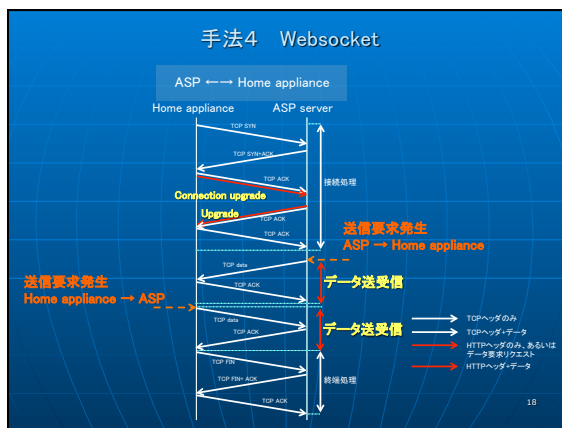 手法4　Websocket
ASP ←→ Home appliance
Home appliance
ASP server
TCP SYN
TCP SYN+ACK
TCP ACK
接続処理
Connection upgrade
Upgrade
TCP ACK
TCP ACK
送信要求発生
ASP → Home appliance
TCP data
TCP ACK
データ送受信
送信要求発生
Home appliance → ASP
TCP data
TCP ACK
データ送受信
TCP FIN
TCP FIN+ ACK
TCP ACK
終端処理
TCPヘッダのみ
TCPヘッダ+データ
HTTPヘッダのみ、あるいは
データ要求リクエスト
HTTPヘッダ+データ
18